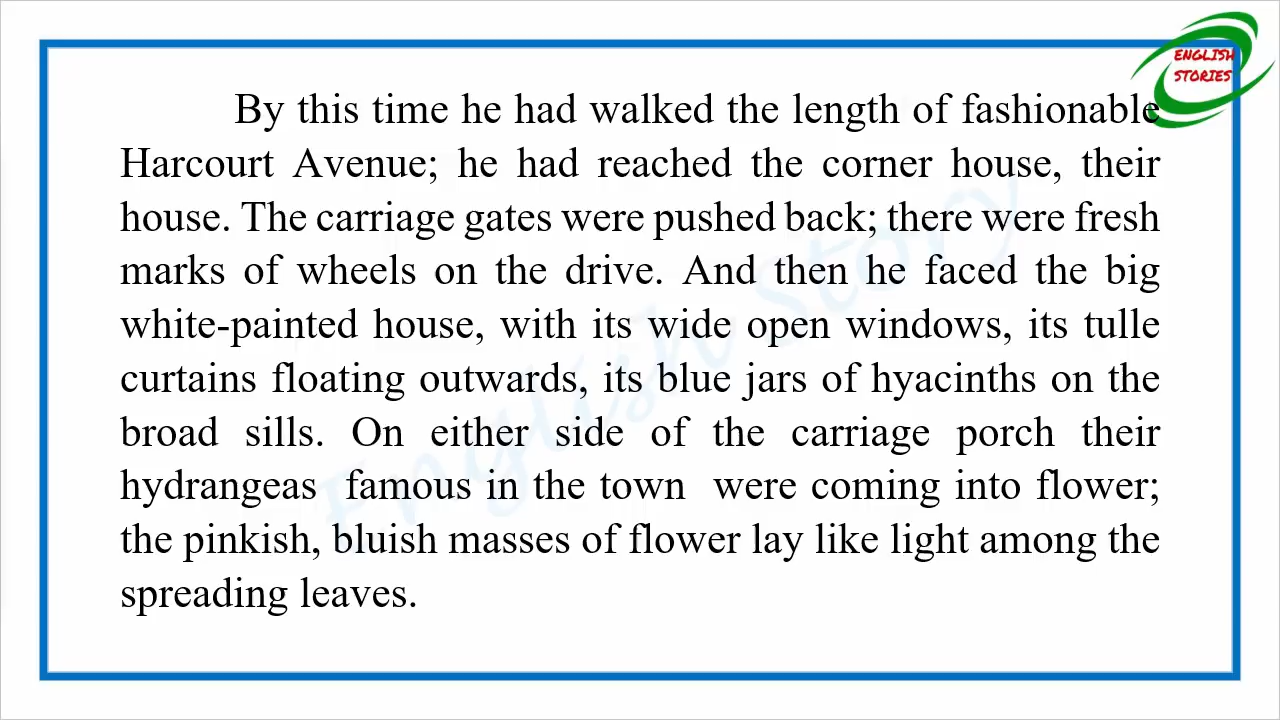 ENGLISH
STORIES
By this time he had walked the length of fashionable
Harcourt Avenue; he had reached the corner house, their
house. The carriage gates were pushed back; there were fresh
marks of wheels on the drive. And then he faced the big
white-painted house, with its wide open windows, its tulle
curtains floating outwards, its blue jars of hyacinths on the
broad sills. On either side of the carriage porch their
hydrangeas famous in the town were coming into flower;
the pinkish, bluish masses of flower lay like light among the
spreading leaves.
English Story